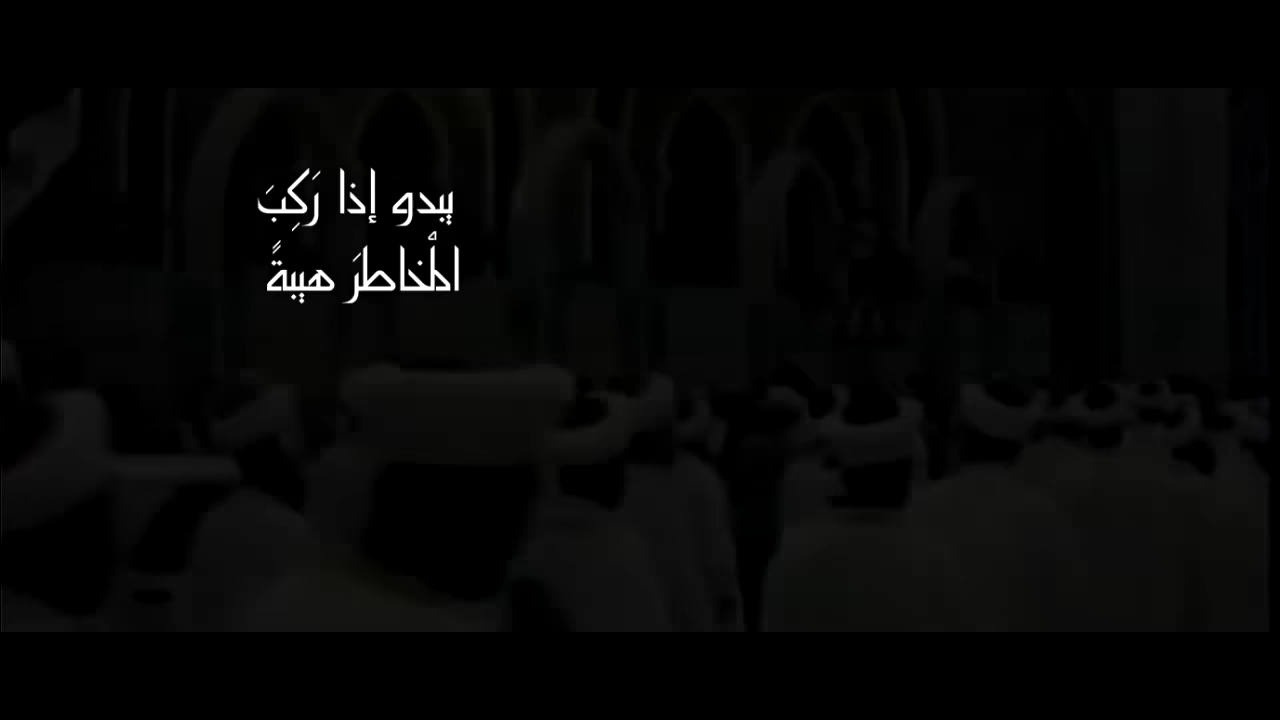 يبدو إذا رَكِبَ
المْخاطرَ هيبةً